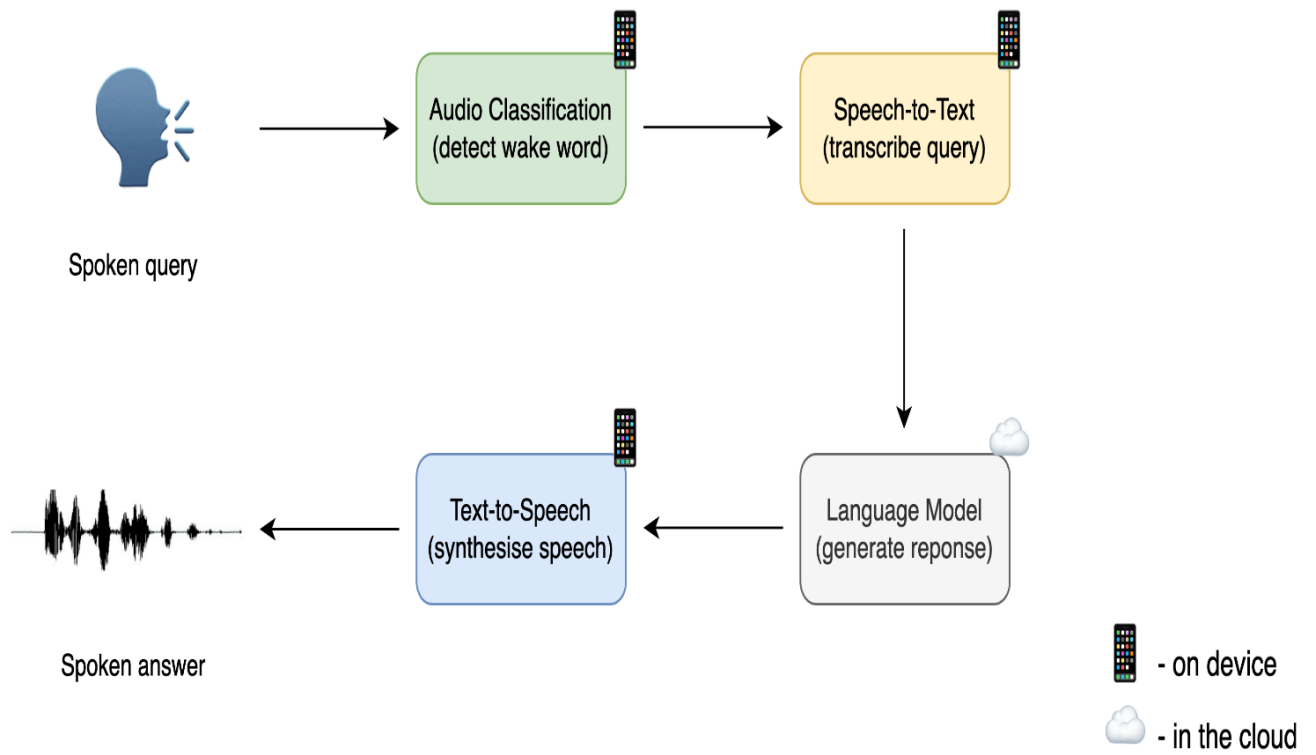 Audio Classification
(detect wake word)
Speech-to-Text
(transcribe query)
Spoken query
Text-to-Speech
(synthesise speech)
Language Model
(generate reponse)
Spoken answer
- on device
- in the cloud